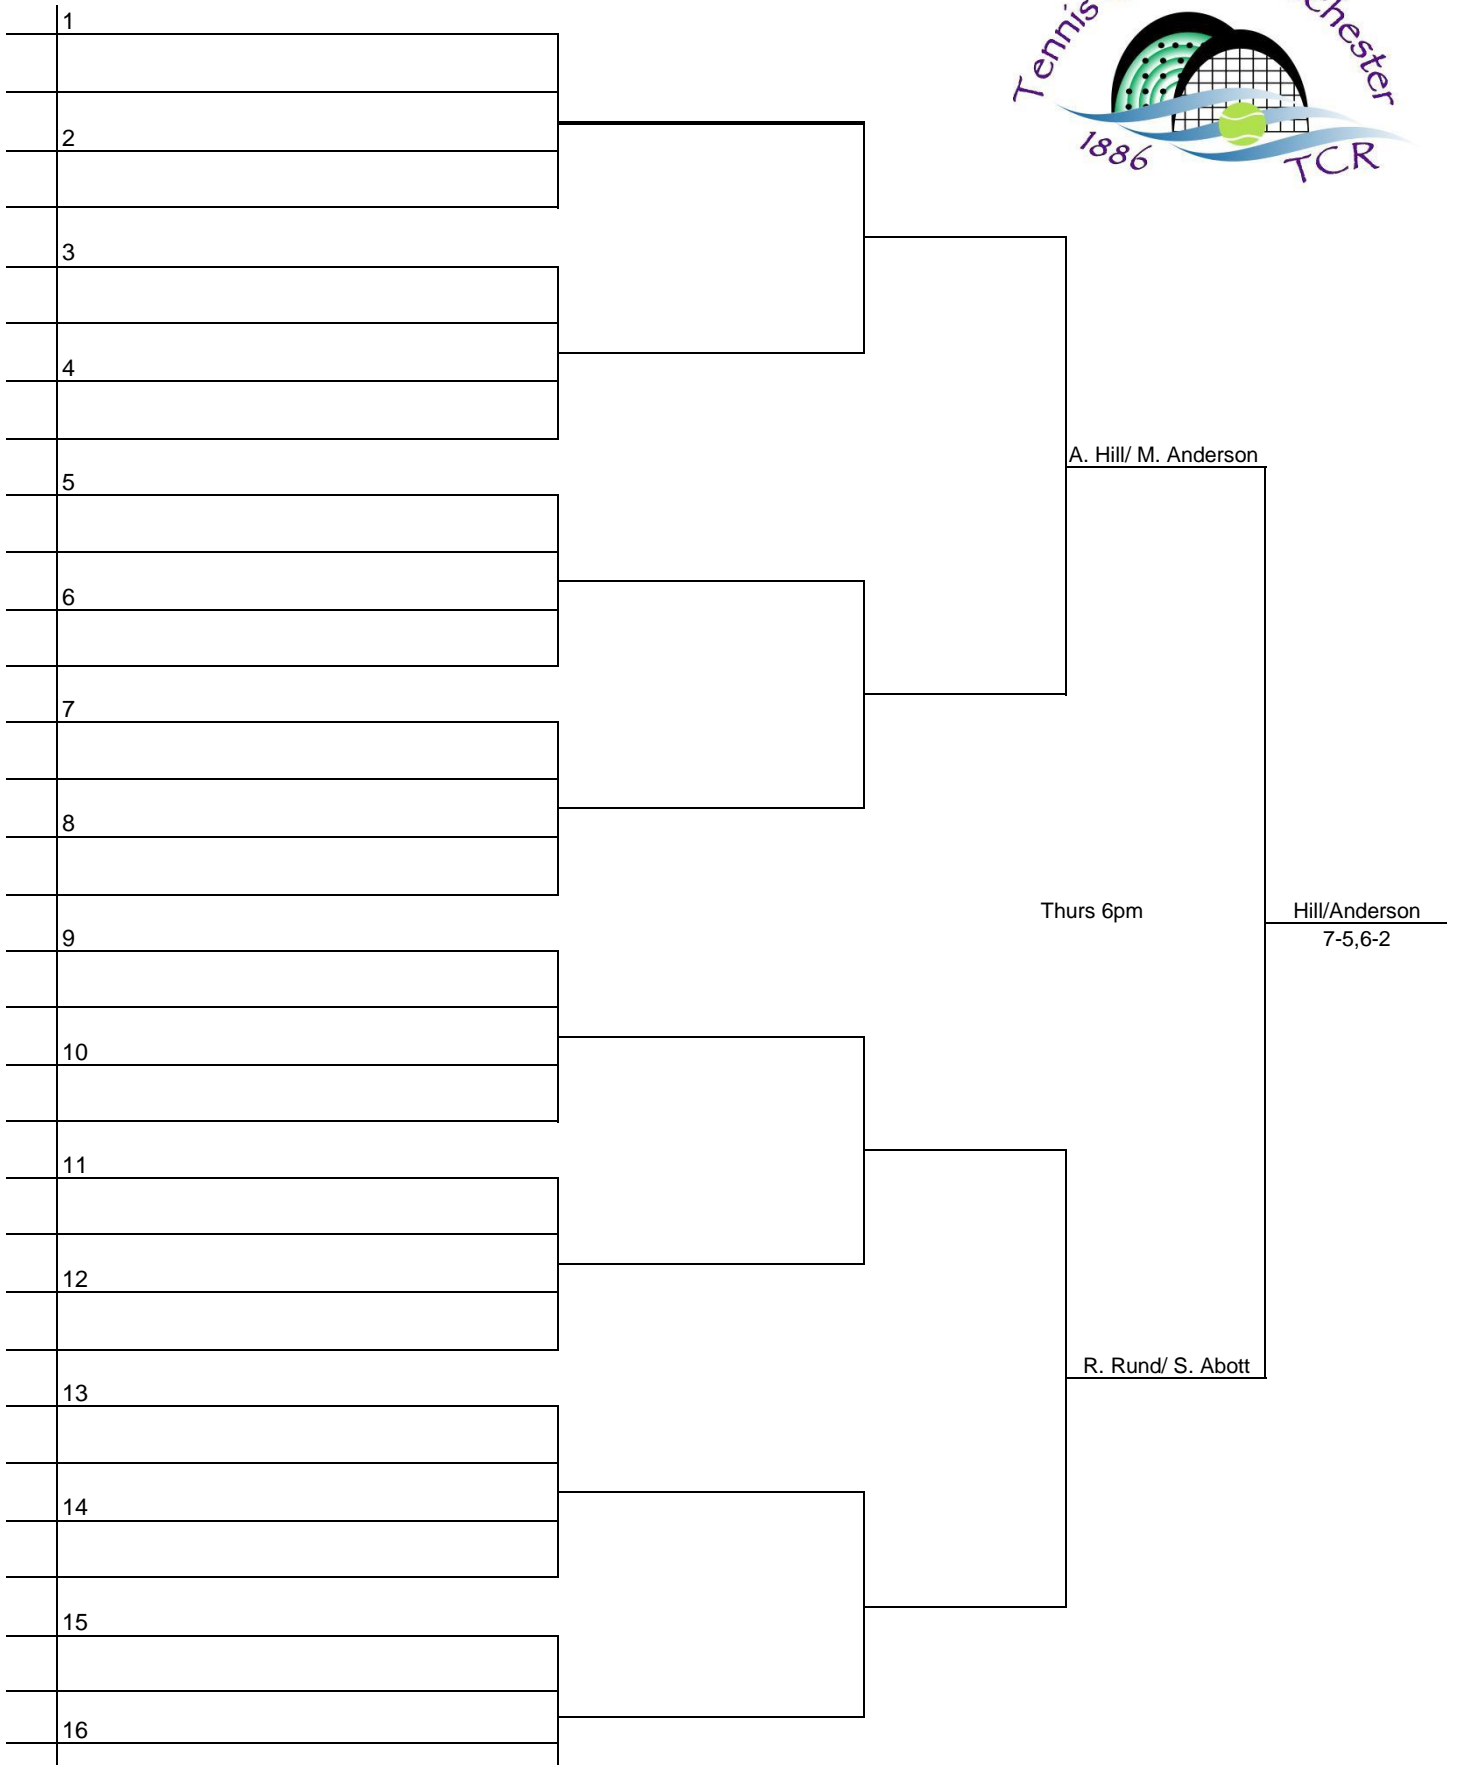 1
Tennis
chester
2
1886
TCR
3
4
A. Hill/ M. Anderson
5
6
7
8
Thurs 6pm
Hill/Anderson
9
7-5,6-2
10
11
12
R. Rund/ S. Abott
13
14
15
16